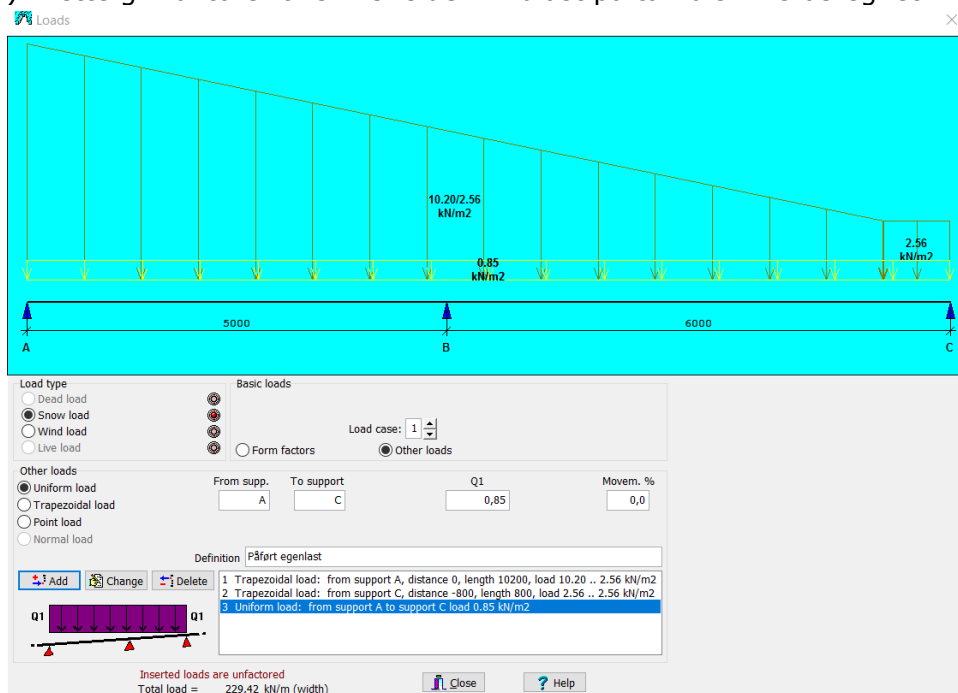 Loads
10.20/2.56
kN/m2
0.85
kN/m2
2.56
kN/m2
5000
6000
A
B
C
Load type
Dead load
Snow load
Wind load
Live load
Basic loads
Load case: 1
Form factors
Other loads
Other loads
Uniform load
Trapezoidal load
Point load
Normal load
From supp.
To support
Q1
Movem. %
A
C
0,85
0,0
Definition Påført egenlast
Add
Change
Delete
1 Trapezoidal load: from support A, distance 0, length 10200, load 10.20 .. 2.56 kN/m2
2 Trapezoidal load: from support C, distance -800, length 800, load 2.56 .. 2.56 kN/m2
3 Uniform load: from support A to support C load 0.85 kN/m2
Q1
Q1
Inserted loads are unfactored
Total load = 229.42 kN/m (width)
Close
Help